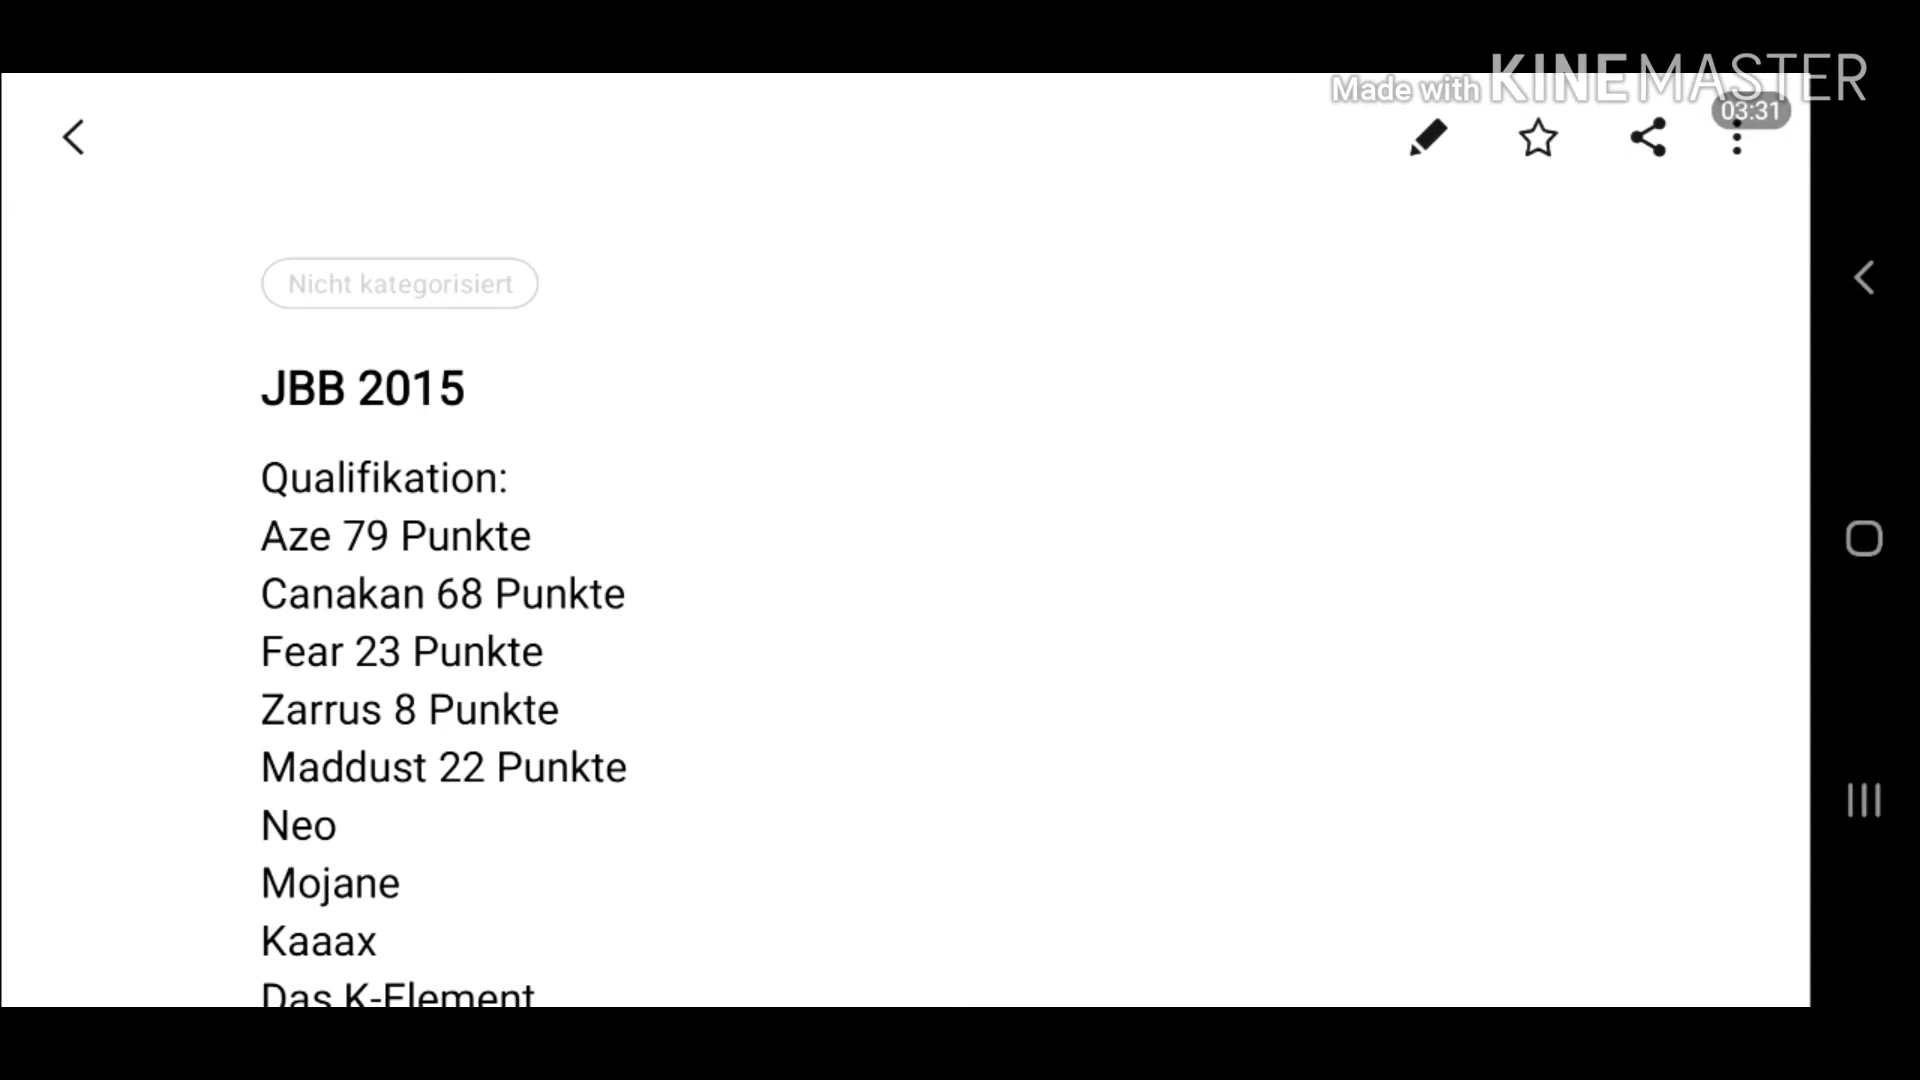 Made with KINEMASTER
03:31
Nicht kategorisiert
JBB 2015
Qualifikation:
Aze 79 Punkte
Canakan 68 Punkte
Fear 23 Punkte
Zarrus 8 Punkte
Maddust 22 Punkte
Neo
Mojane
Kaaax
Das K-Element